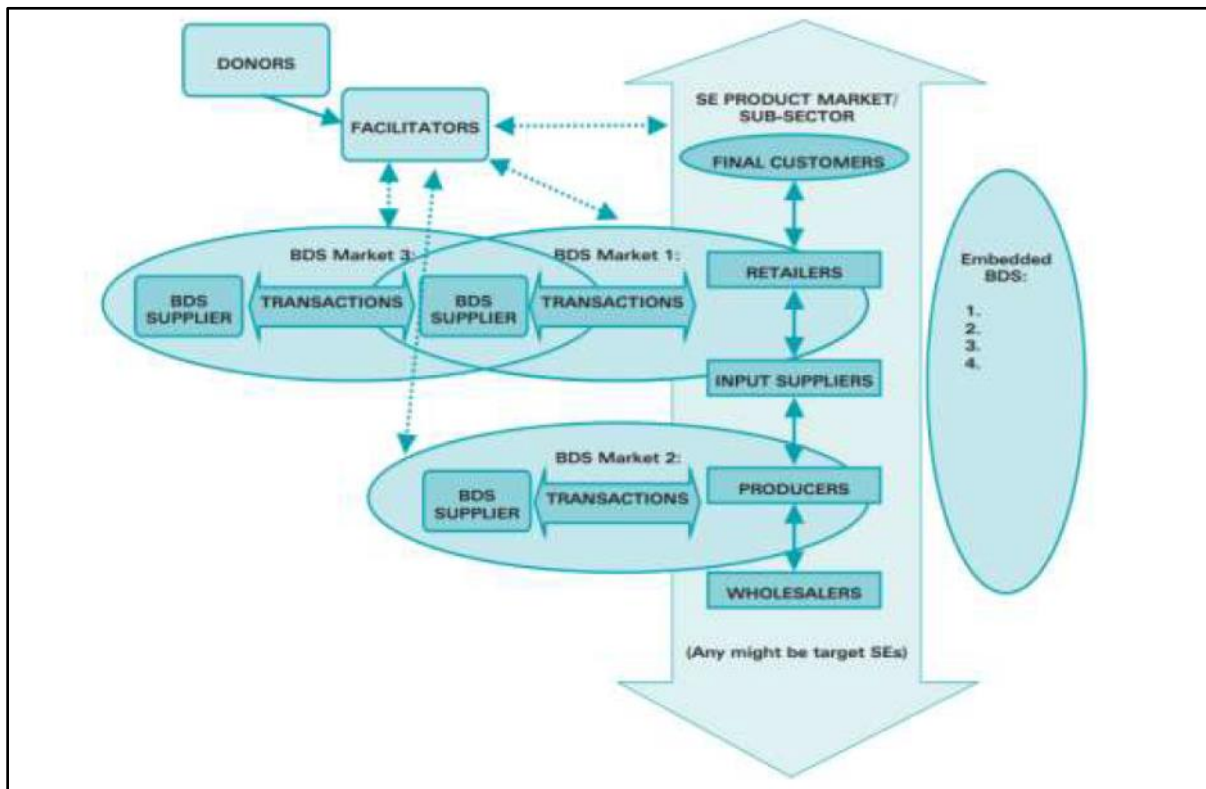 DONORS
FACILITATORS
SE PRODUCT MARKET/
SUB-SECTOR
FINAL CUSTOMERS
BDS Market 3:
BDS Market 1:
BDS
SUPPLIER
TRANSACTIONS
BDS
SUPPLIER
TRANSACTIONS
RETAILERS
Embedded
BDS:
1.
2.
3.
4.
INPUT SUPPLIERS
BDS Market 2:
BDS
SUPPLIER
TRANSACTIONS
PRODUCERS
WHOLESALERS
(Any might be target SEs)